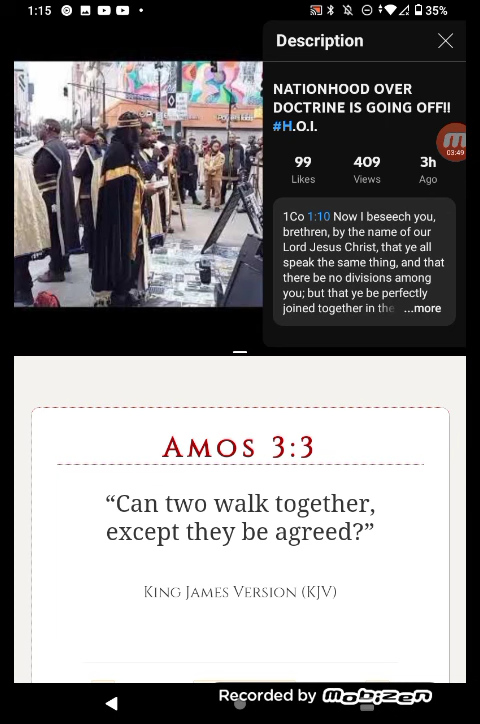 1:15
35%
Description
NATIONHOOD OVER
DOCTRINE IS GOING OFF!!
#H.O.I.
03:49
99
409
3h
Likes
Views
Ago
1Co 1:10 Now I beseech you,
brethren, by the name of our
Lord Jesus Christ, that ye all
speak the same thing, and that
there be no divisions among
you; but that ye be perfectly
joined together in the ...more
Amos 3:3
“Can two walk together,
except they be agreed?”
King James Version (KJV)
Recorded by Mobizen